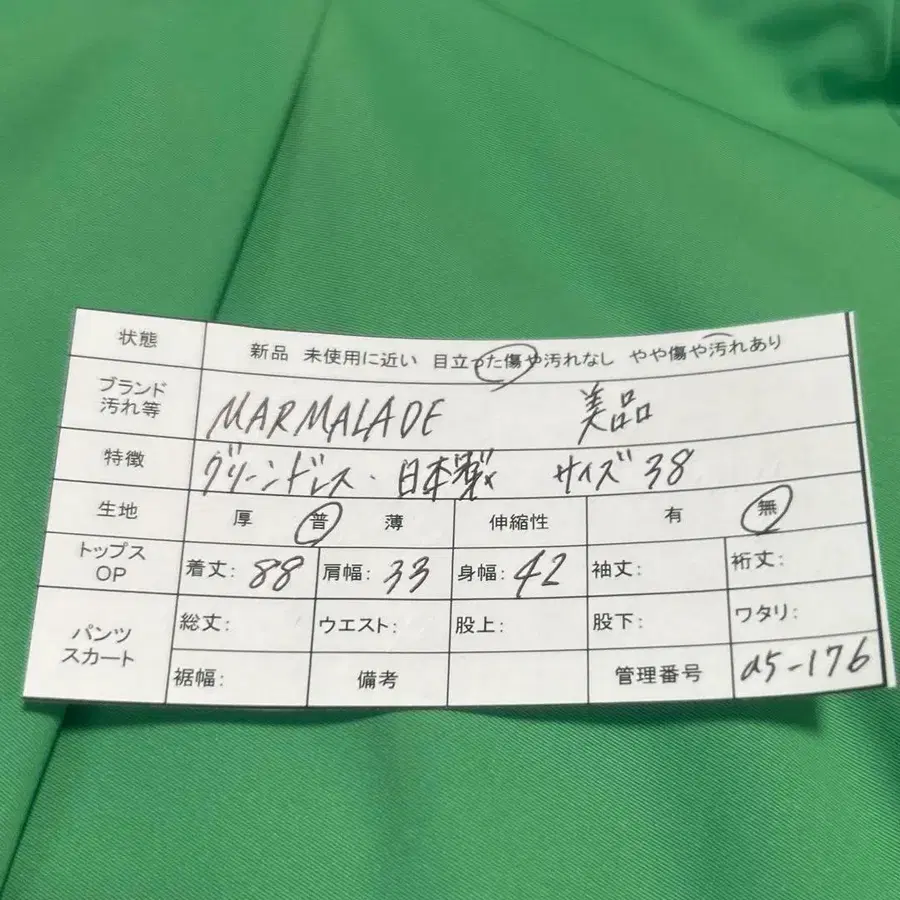 状態 新品 未使用に近い 目立った傷や汚れなし やや傷や汚れあり
ブランド
汚れ等 MARMALADE 美品
特徴 グリーンドレス・日本製 サイズ 38
生地 厚 普 薄 伸縮性 有 無
トップス
OP 着丈: 88 肩幅: 33 身幅: 42 袖丈: 裄丈:
パンツ
スカート 総丈: ウエスト: 股上: 股下: ワタリ:
裾幅: 備考 管理番号 a5-176